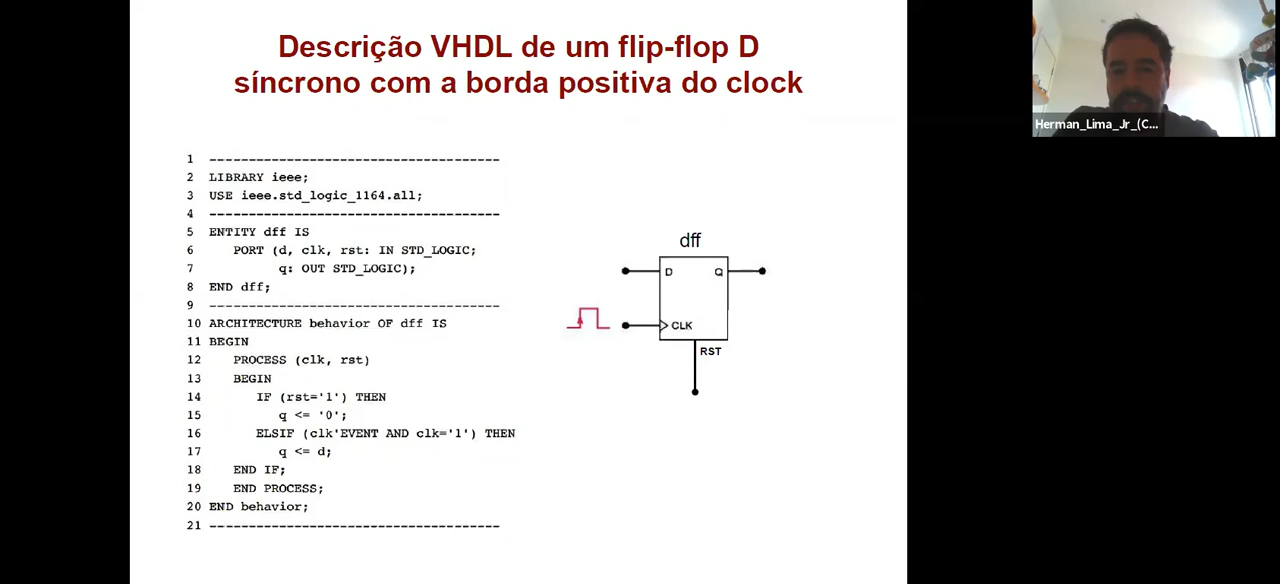 Descrição VHDL de um flip-flop D
síncrono com a borda positiva do clock
Herman_Lima_Jr_(C...
1 ------------------------------------
2 LIBRARY ieee;
3 USE ieee.std_logic_1164.all;
4 ------------------------------------
5 ENTITY dff IS
6 PORT (d, clk, rst: IN STD_LOGIC;
7 q: OUT STD_LOGIC);
8 END dff;
9 ------------------------------------
10 ARCHITECTURE behavior OF dff IS
11 BEGIN
12 PROCESS (clk, rst)
13 BEGIN
14 IF (rst='1') THEN
15 q <= '0';
16 ELSIF (clk'EVENT AND clk='1') THEN
17 q <= d;
18 END IF;
19 END PROCESS;
20 END behavior;
21 ------------------------------------
dff
D Q
CLK
RST